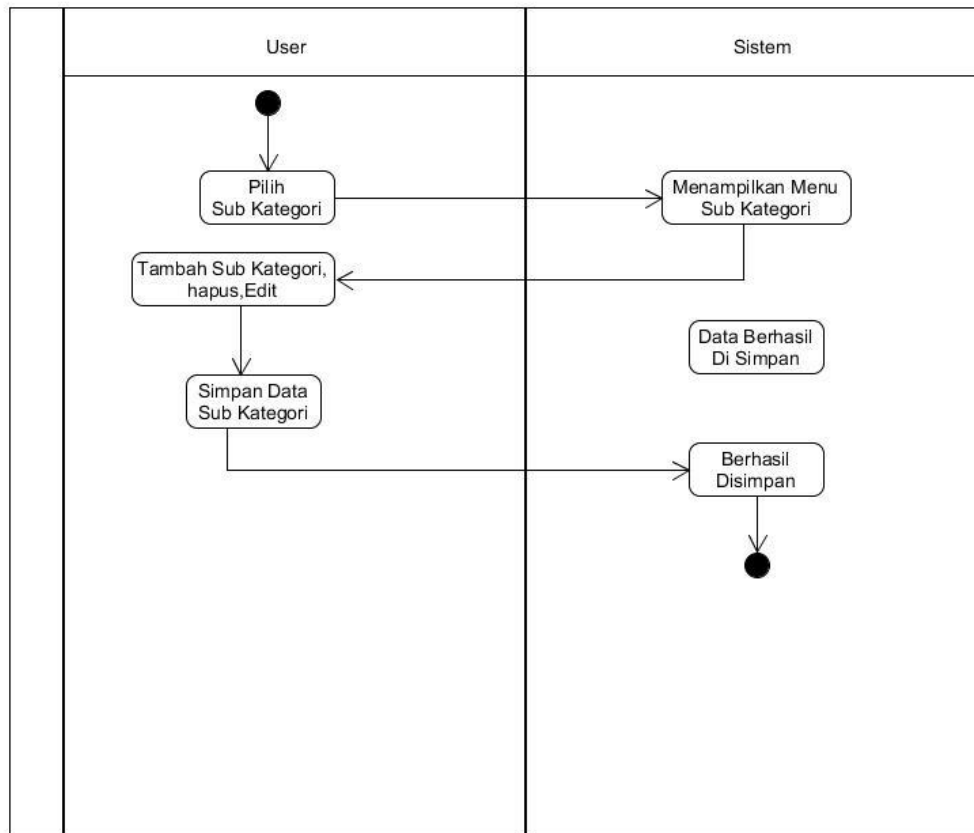 User
Sistem
Pilih
Sub Kategori
Menampilkan Menu
Sub Kategori
Tambah Sub Kategori,
hapus,Edit
Data Berhasil
Di Simpan
Simpan Data
Sub Kategori
Berhasil
Disimpan